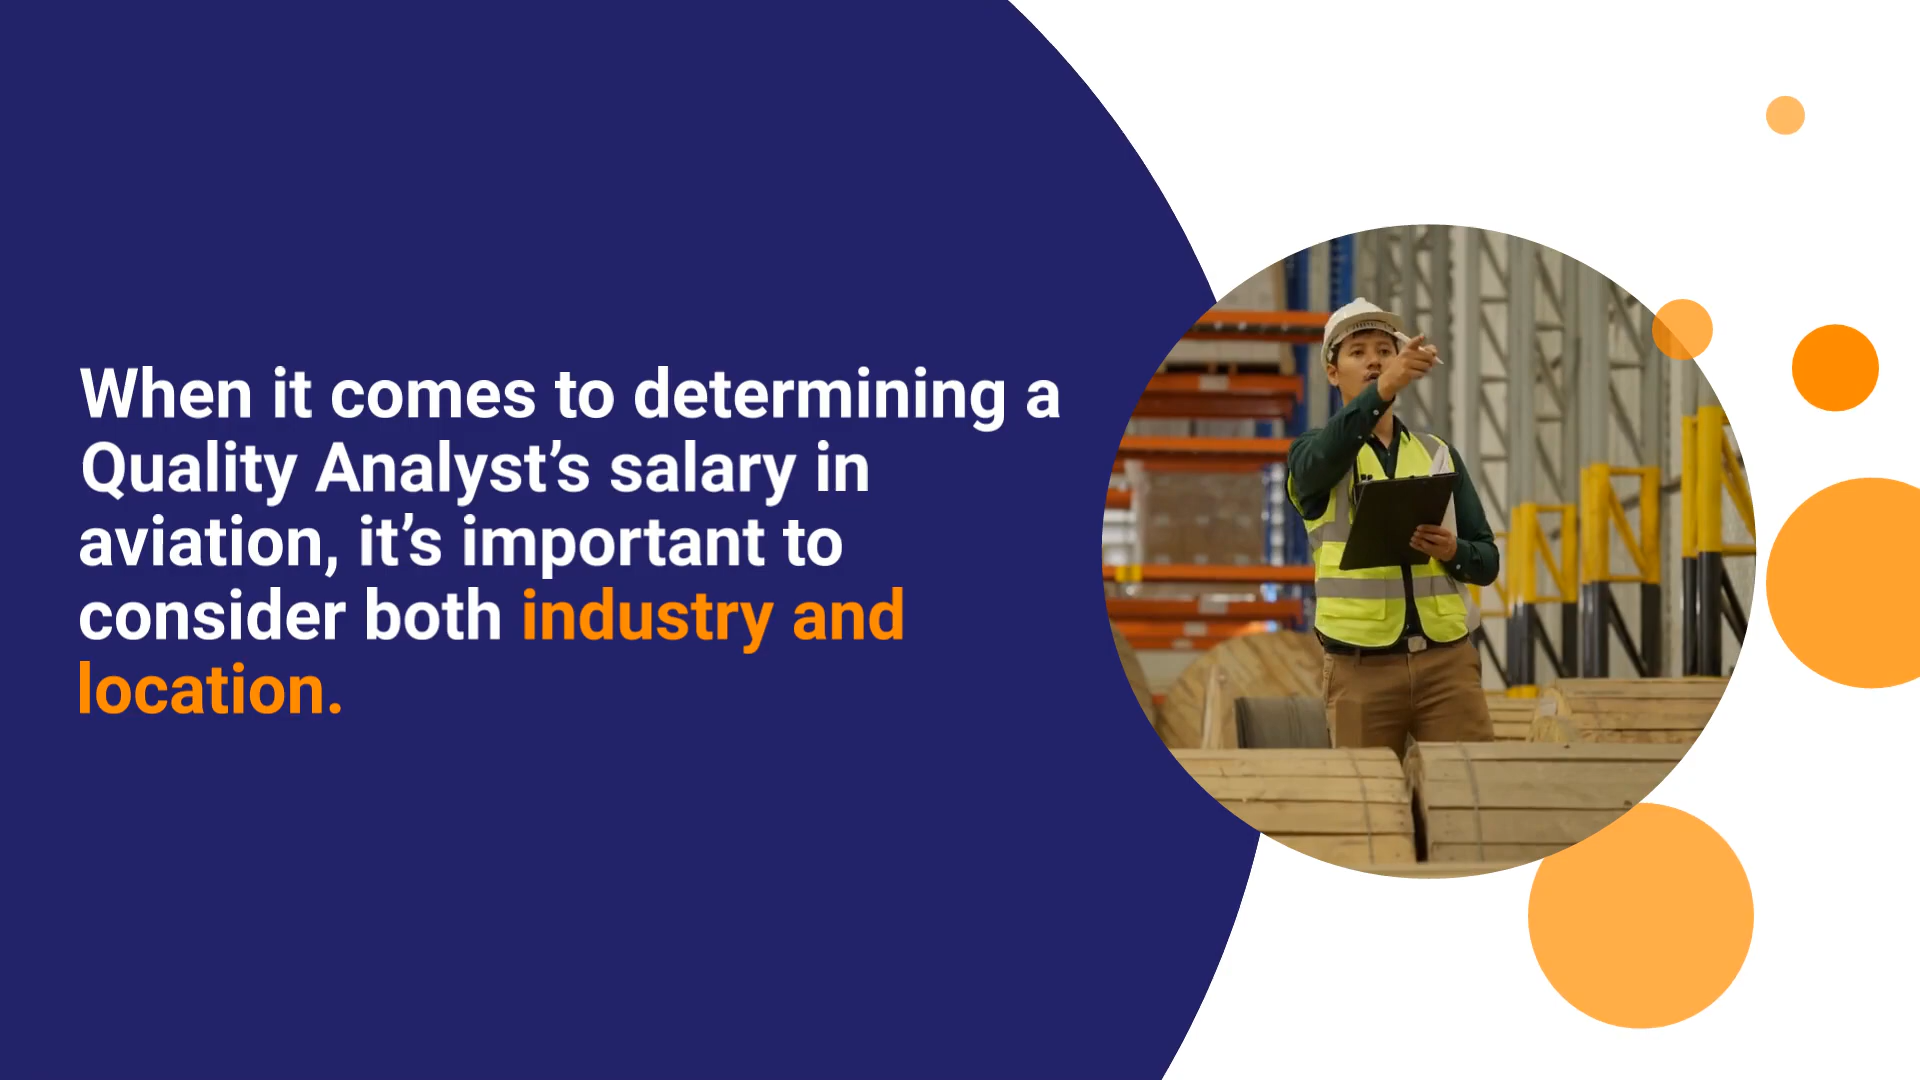 When it comes to determining a
Quality Analyst’s salary in
aviation, it’s important to
consider both industry and
location.